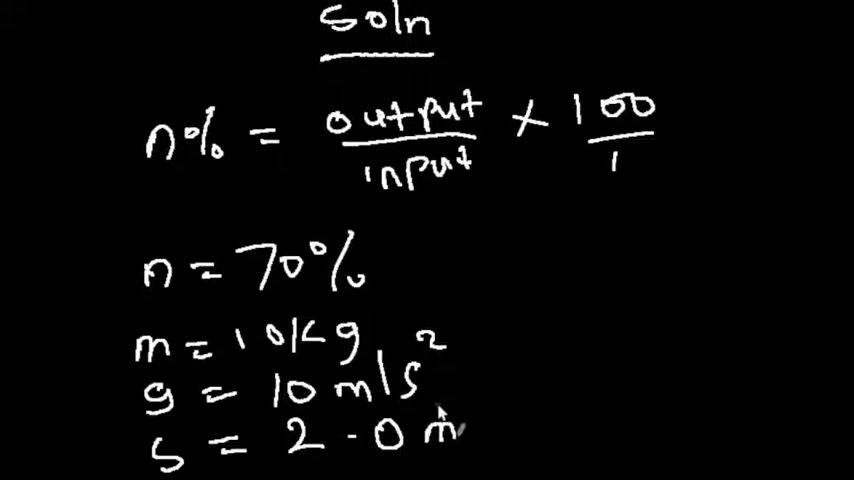 soln
n% = output/input × 100/1
n = 70%
m = 10kg
g = 10 m/s²
s = 2.0 m